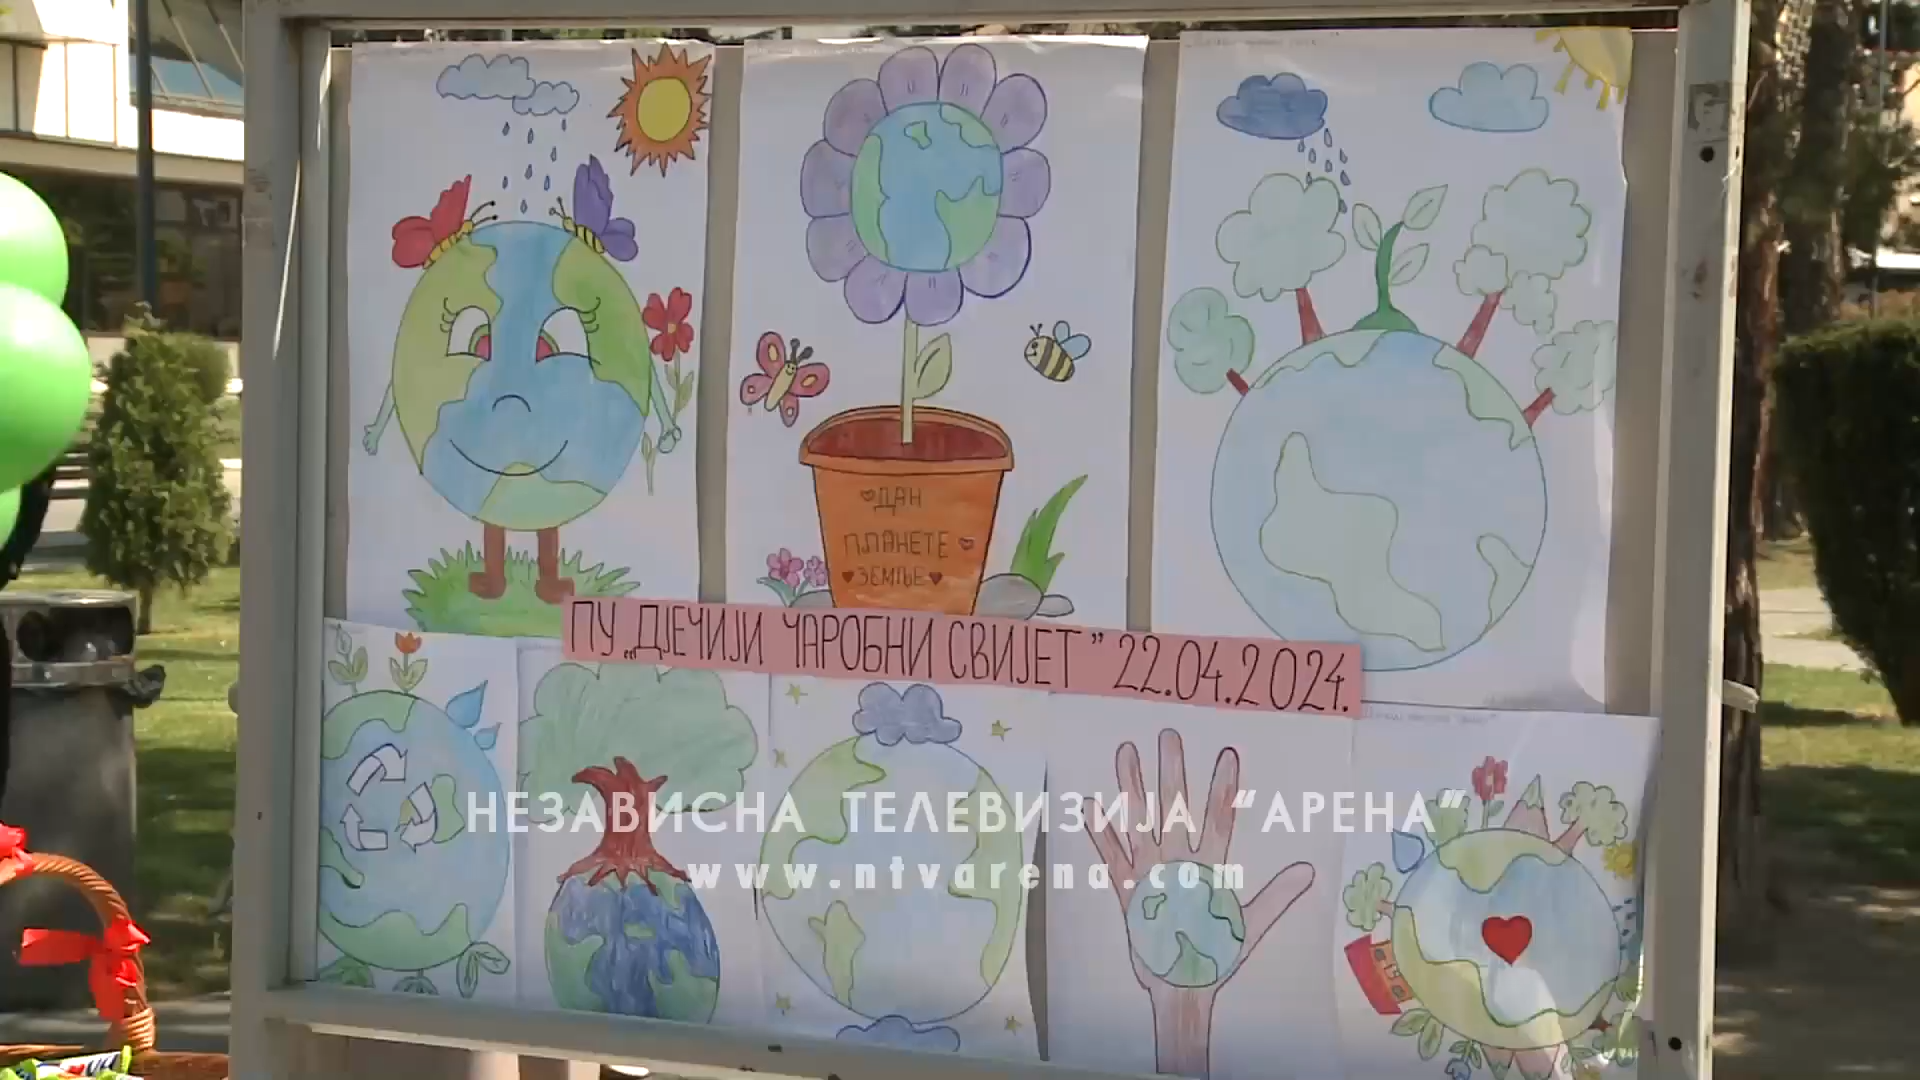 ДАН
ПЛАНЕТЕ
ЗЕМЉЕ
ПУ „ДЈЕЧИЈИ ЧАРОБНИ СВИЈЕТ” 22.04.2024.
НЕЗАВИСНА ТЕЛЕВИЗИЈА “АРЕНА“
www.ntvarena.com